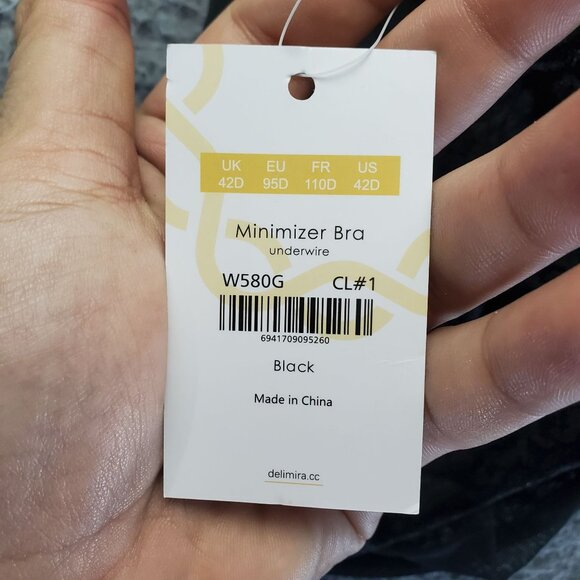 UK EU FR US
42D 95D 110D 42D
Minimizer Bra
underwire
W580G CL#1
6941709095260
Black
Made in China
delimira.cc